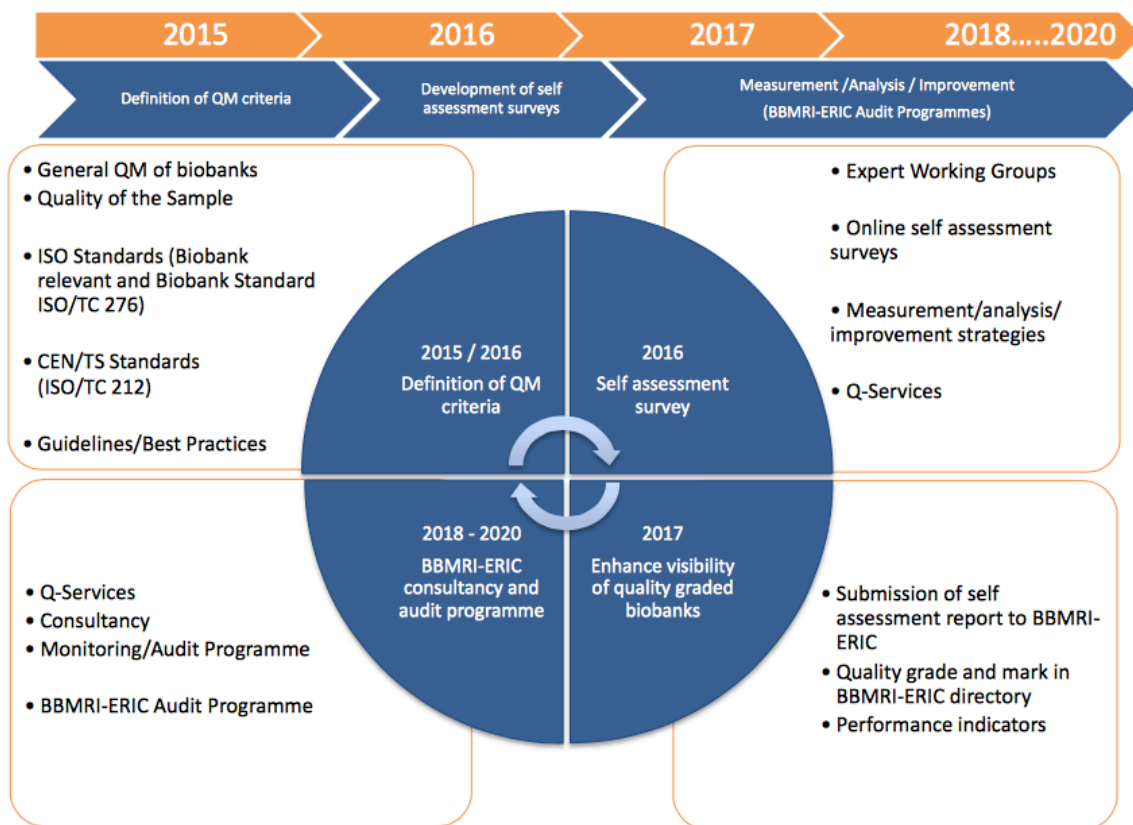 2015
2016
2017
2018.....2020
Definition of QM criteria
Development of self
assessment surveys
Measurement /Analysis / Improvement
(BBMRI-ERIC Audit Programmes)
• General QM of biobanks
• Quality of the Sample
• ISO Standards (Biobank
relevant and Biobank Standard
ISO/TC 276)
• CEN/TS Standards
(ISO/TC 212)
• Guidelines/Best Practices
• Expert Working Groups
• Online self assessment
surveys
• Measurement/analysis/
improvement strategies
• Q-Services
2015 / 2016
Definition of QM
criteria
2016
Self assessment
survey
2018 - 2020
BBMRI-ERIC
consultancy and
audit programme
2017
Enhance visibility
of quality graded
biobanks
• Q-Services
• Consultancy
• Monitoring/Audit Programme
• BBMRI-ERIC Audit Programme
• Submission of self
assessment report to BBMRI-
ERIC
• Quality grade and mark in
BBMRI-ERIC directory
• Performance indicators